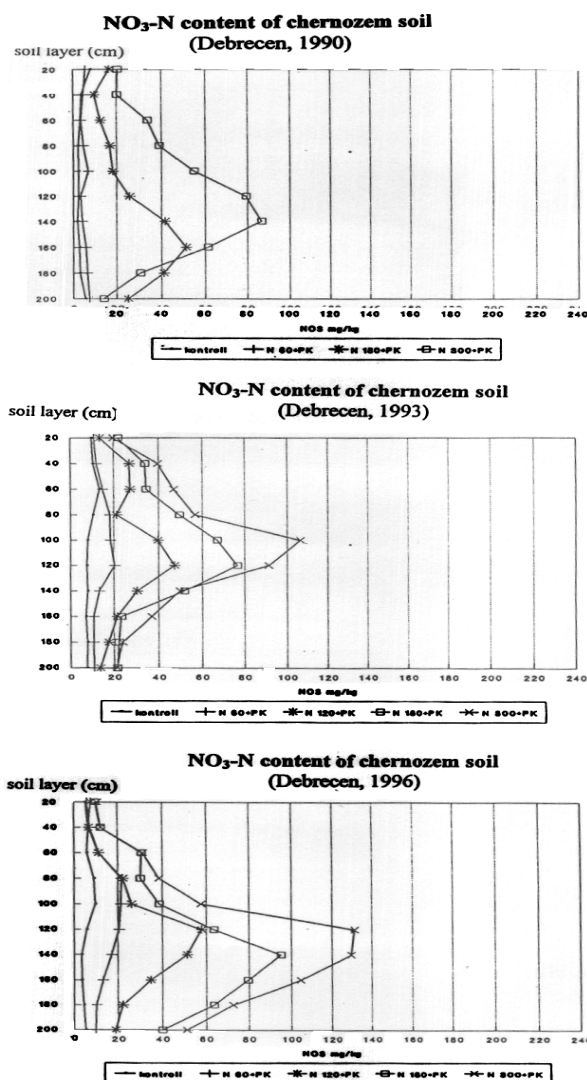 NO₃-N content of chernozem soil
(Debrecen, 1990)
soil layer (cm)
20
40
60
80
100
120
140
160
180
200
20 40 60 80 100 120 140 160 180 200 220 240
NOS mg/kg
kontroll N 60+PK N 180+PK N 300+PK
NO₃-N content of chernozem soil
(Debrecen, 1993)
soil layer (cm)
20
40
60
80
100
120
140
160
180
200
0 20 40 60 80 100 120 140 160 180 200 220 240
NOS mg/kg
kontroll N 60+PK N 120+PK N 180+PK N 300+PK
NO₃-N content of chernozem soil
(Debrecen, 1996)
soil layer (cm)
20
40
60
80
100
120
140
160
180
200
0 20 40 60 80 100 120 140 160 180 200 220 240
NOS mg/kg
kontroll N 60+PK N 120+PK N 180+PK N 300+PK